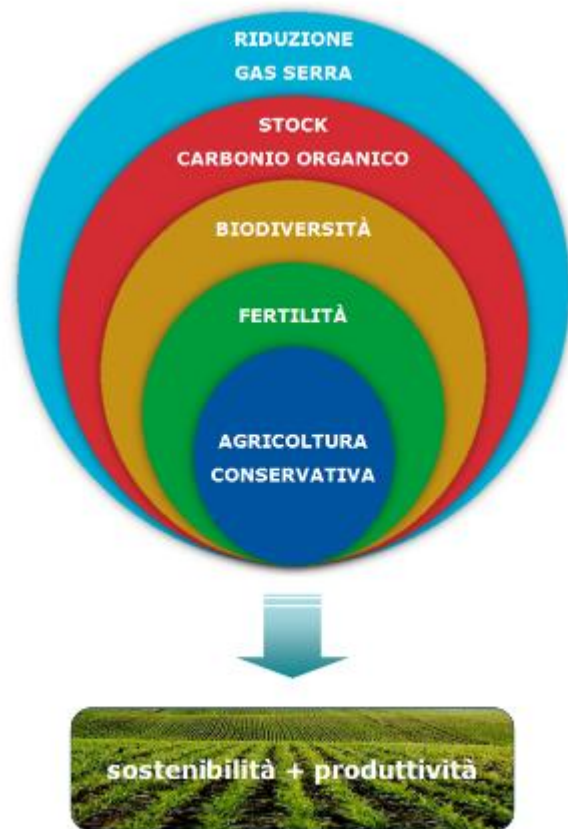 RIDUZIONE
GAS SERRA
STOCK
CARBONIO ORGANICO
BIODIVERSITÀ
FERTILITÀ
AGRICOLTURA
CONSERVATIVA
sostenibilità + produttività